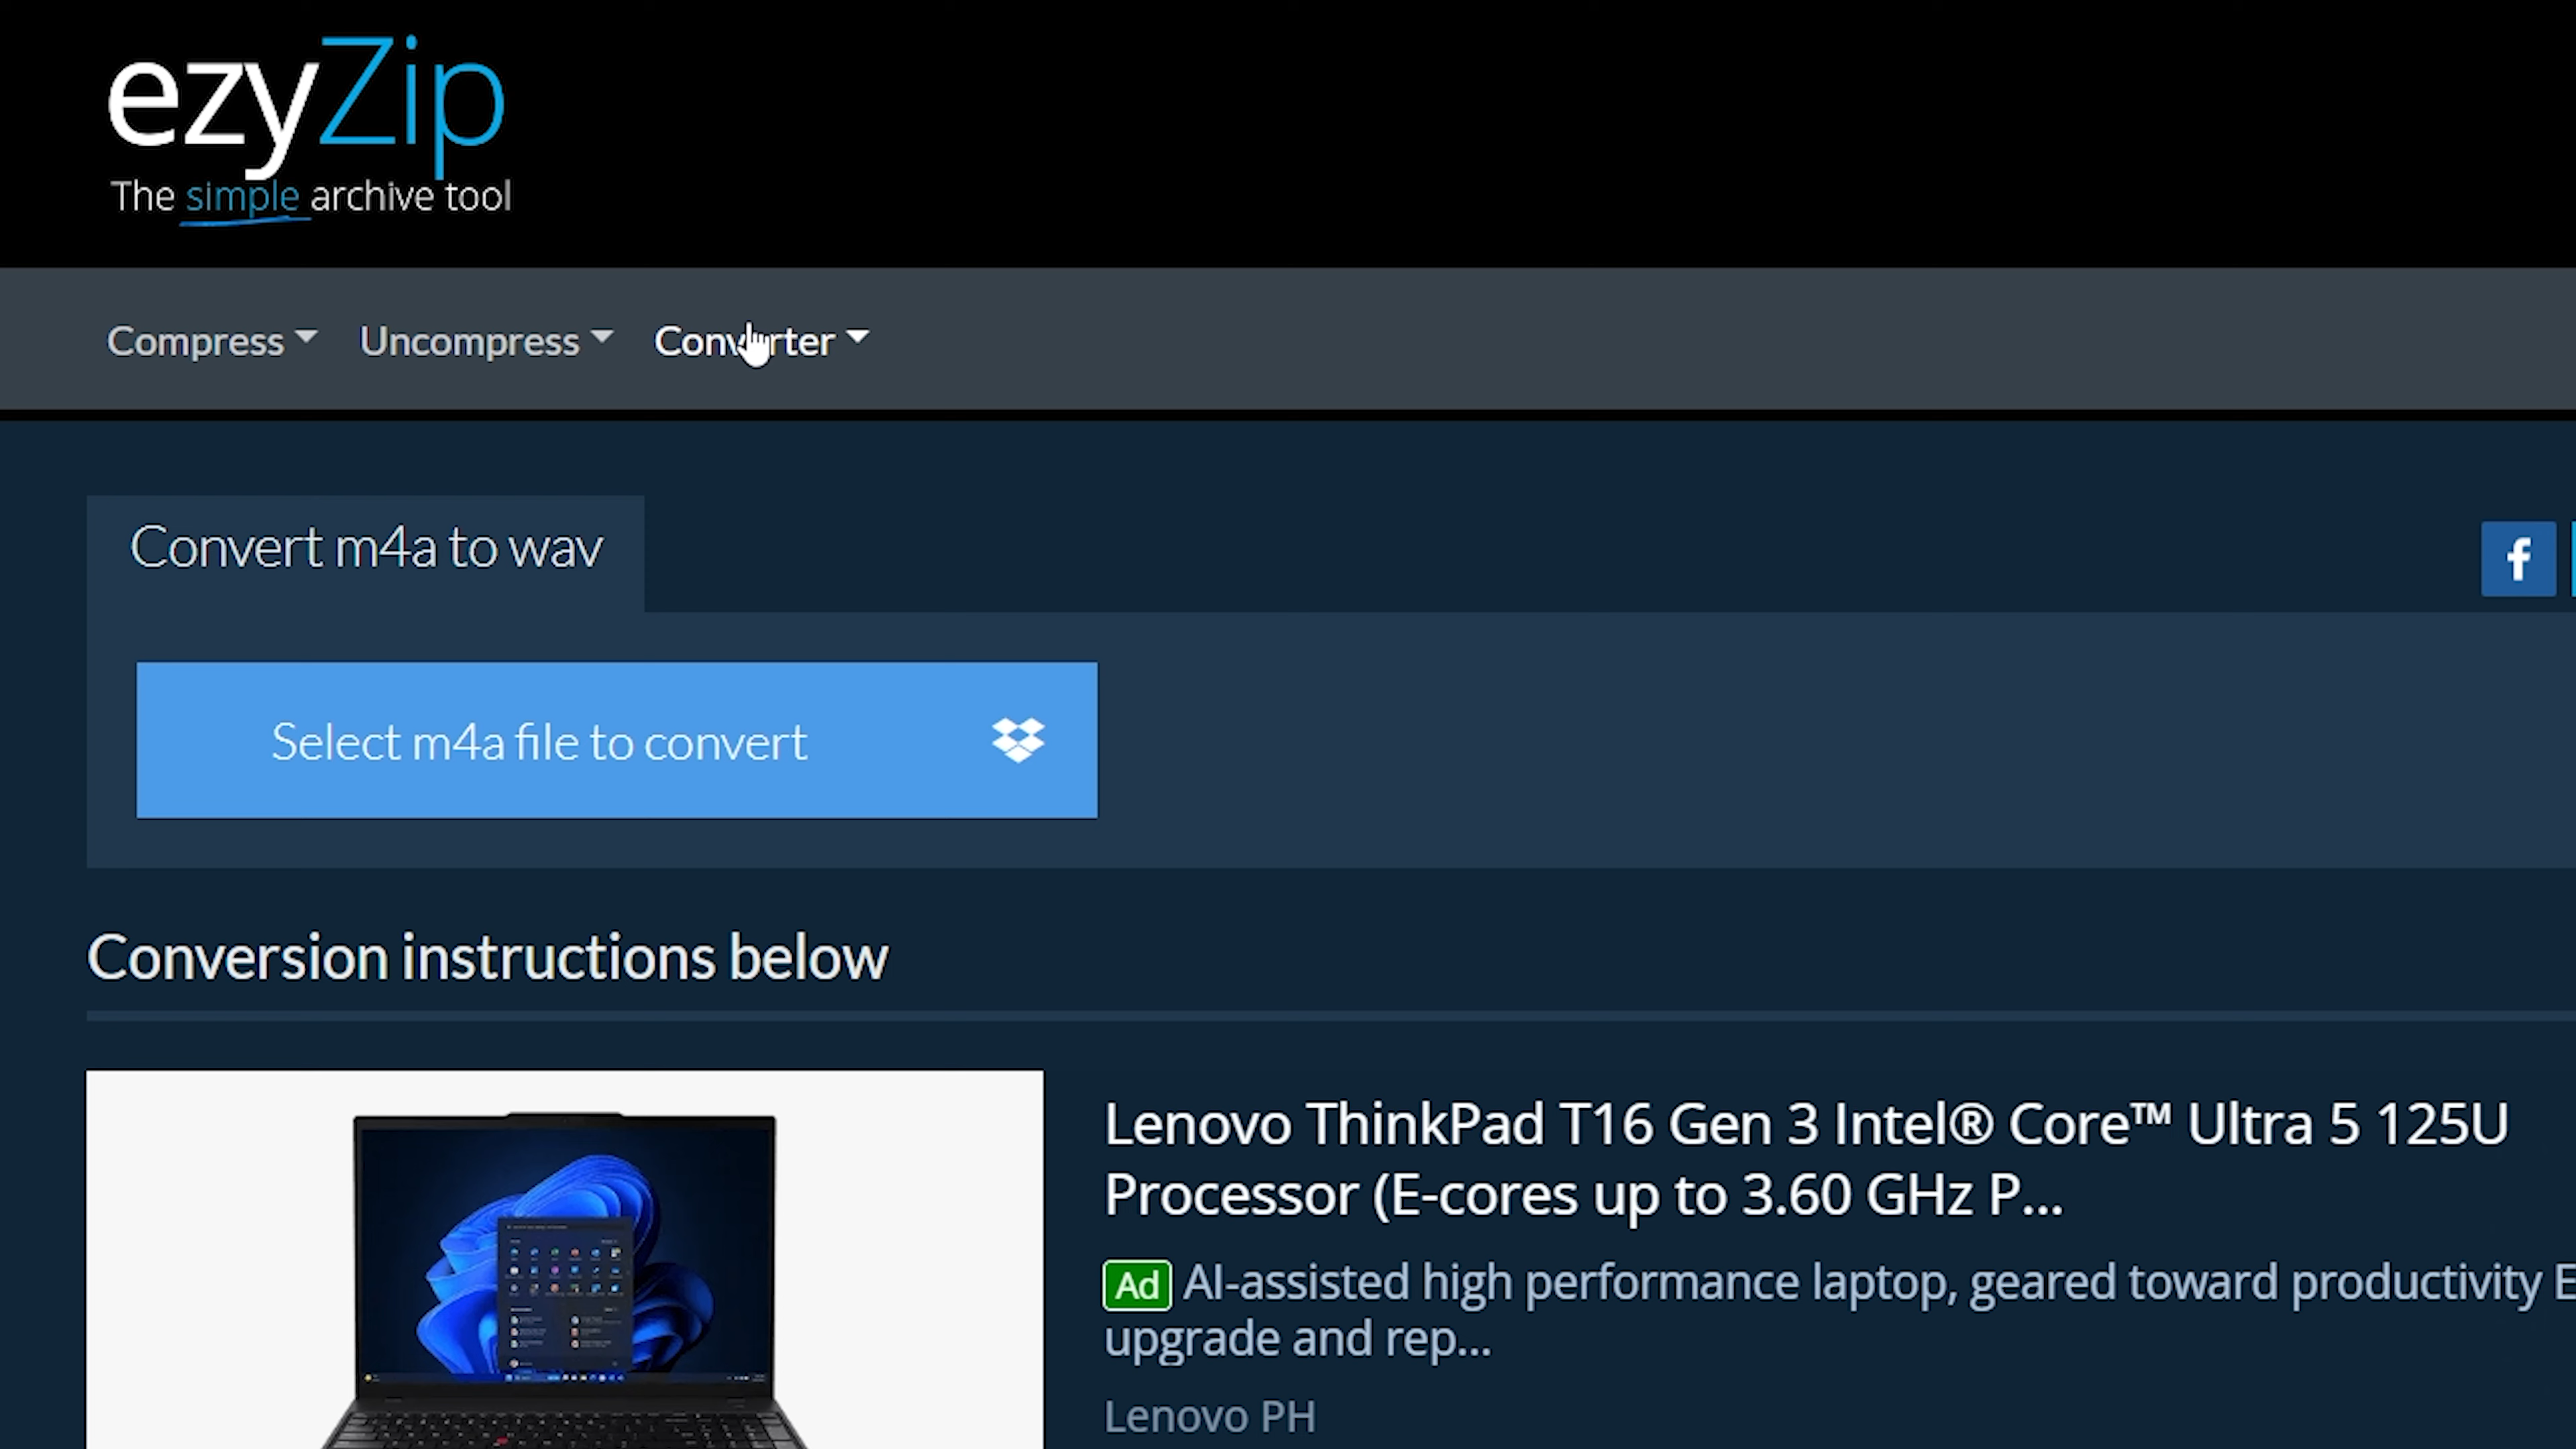 ezyZip
The simple archive tool
Compress Uncompress Converter
Convert m4a to wav
f
Select m4a file to convert
Conversion instructions below
Lenovo ThinkPad T16 Gen 3 Intel® Core™ Ultra 5 125U
Processor (E-cores up to 3.60 GHz P...
Ad AI-assisted high performance laptop, geared toward productivity E
upgrade and rep...
Lenovo PH